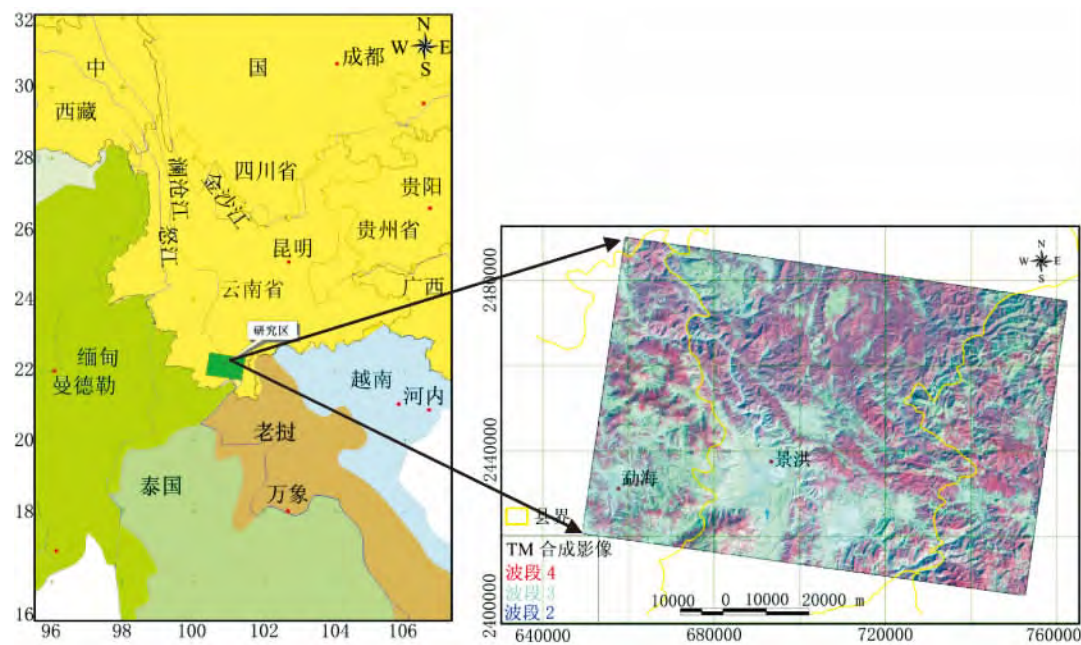 32
30
28
26
24
22
20
18
16
96
98
100
102
104
106
N
W E
S
中 国
成都
西藏
四川省
澜沧江
金沙江
怒江
贵阳
贵州省
昆明
云南省
广西
研究区
缅甸
曼德勒
越南
河内
老挝
泰国
万象
2480000
2440000
2400000
N
W E
S
景洪
勐海
县界
TM 合成影像
波段 4
波段 3
波段 2
10000 0 10000 20000 m
640000
680000
720000
760000